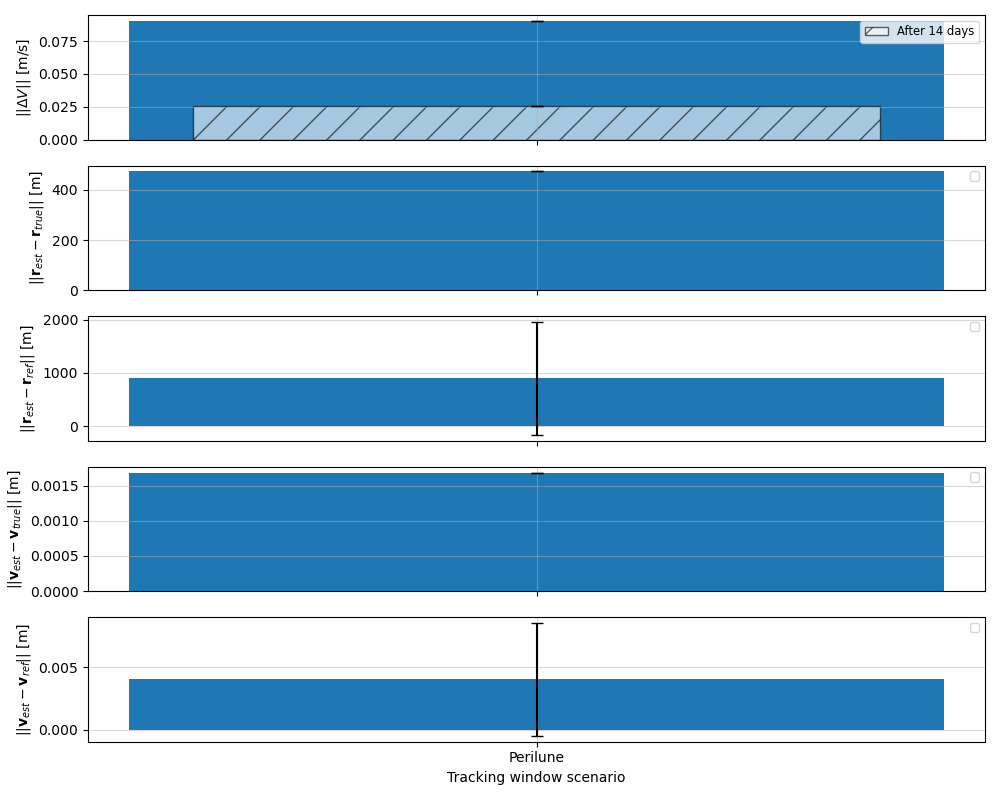 ||ΔV|| [m/s]
0.075
0.050
0.025
0.000
After 14 days
||r_est − r_true|| [m]
400
200
0
||r_est − r_ref|| [m]
2000
1000
0
||v_est − v_true|| [m]
0.0015
0.0010
0.0005
0.0000
||v_est − v_ref|| [m]
0.005
0.000
Perilune
Tracking window scenario